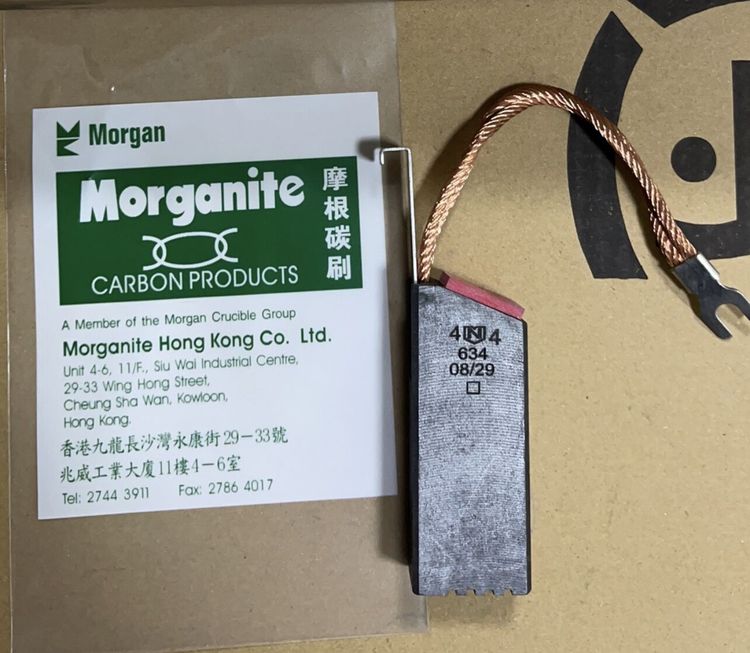 Morgan
Morganite
摩根碳刷
CARBON PRODUCTS
A Member of the Morgan Crucible Group
Morganite Hong Kong Co. Ltd.
Unit 4-6, 11/F., Siu Wai Industrial Centre,
29-33 Wing Hong Street,
Cheung Sha Wan, Kowloon,
Hong Kong.
香港九龍長沙灣永康街29-33號
兆威工業大廈11樓4-6室
Tel: 2744 3911 Fax: 2786 4017
4 N 4
634
08/29